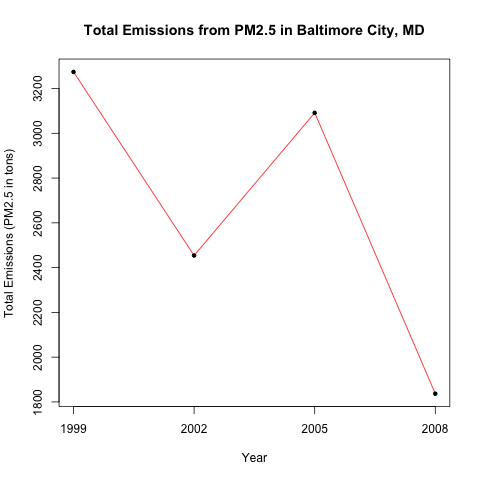 Total Emissions from PM2.5 in Baltimore City, MD
Total Emissions (PM2.5 in tons)
3200
3000
2800
2600
2400
2200
2000
1800
1999 2002 2005 2008
Year